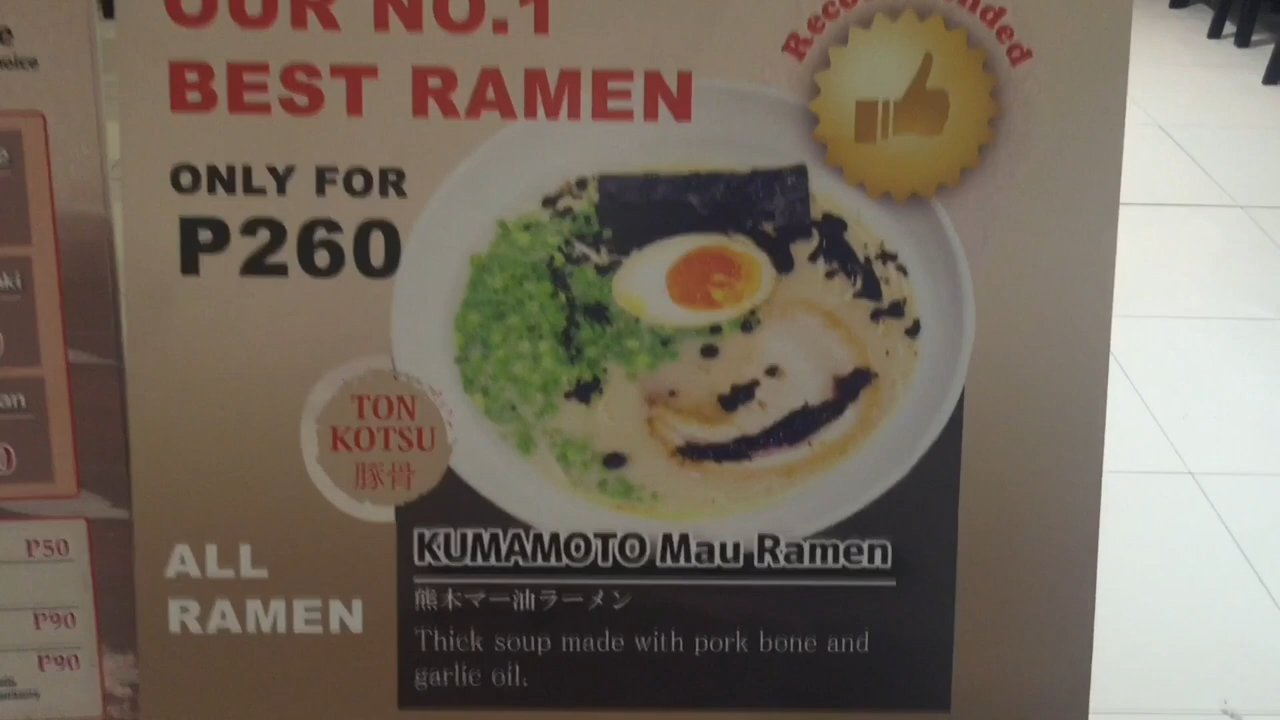 OUR NO.1
BEST RAMEN
Recommended
ONLY FOR
P260
TON
KOTSU
豚骨
KUMAMOTO Mau Ramen
熊本マー油ラーメン
Thick soup made with pork bone and
garlic oil.
ALL
RAMEN
P50
P90
P90